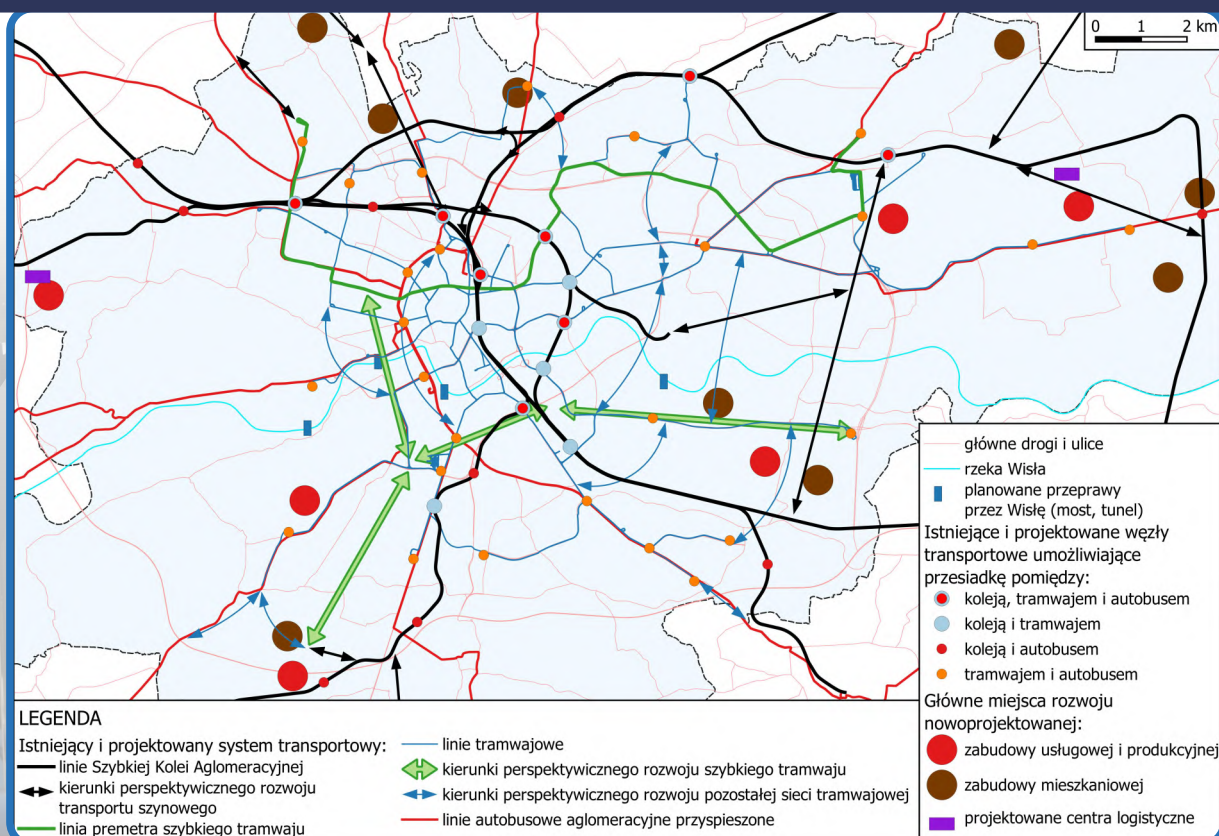 0 1 2 km
główne drogi i ulice
rzeka Wisła
planowane przeprawy
przez Wisłę (most, tunel)
Istniejące i projektowane węzły
transportowe umożliwiające
przesiadkę pomiędzy:
koleją, tramwajem i autobusem
koleją i tramwajem
koleją i autobusem
tramwajem i autobusem
Główne miejsca rozwoju
nowoprojektowanej:
zabudowy usługowej i produkcyjnej
zabudowy mieszkaniowej
projektowane centra logistyczne
LEGENDA
Istniejący i projektowany system transportowy:
linie Szybkiej Kolei Aglomeracyjnej
kierunki perspektywicznego rozwoju
transportu szynowego
linia premetra szybkiego tramwaju
linie tramwajowe
kierunki perspektywicznego rozwoju szybkiego tramwaju
kierunki perspektywicznego rozwoju pozostałej sieci tramwajowej
linie autobusowe aglomeracyjne przyspieszone